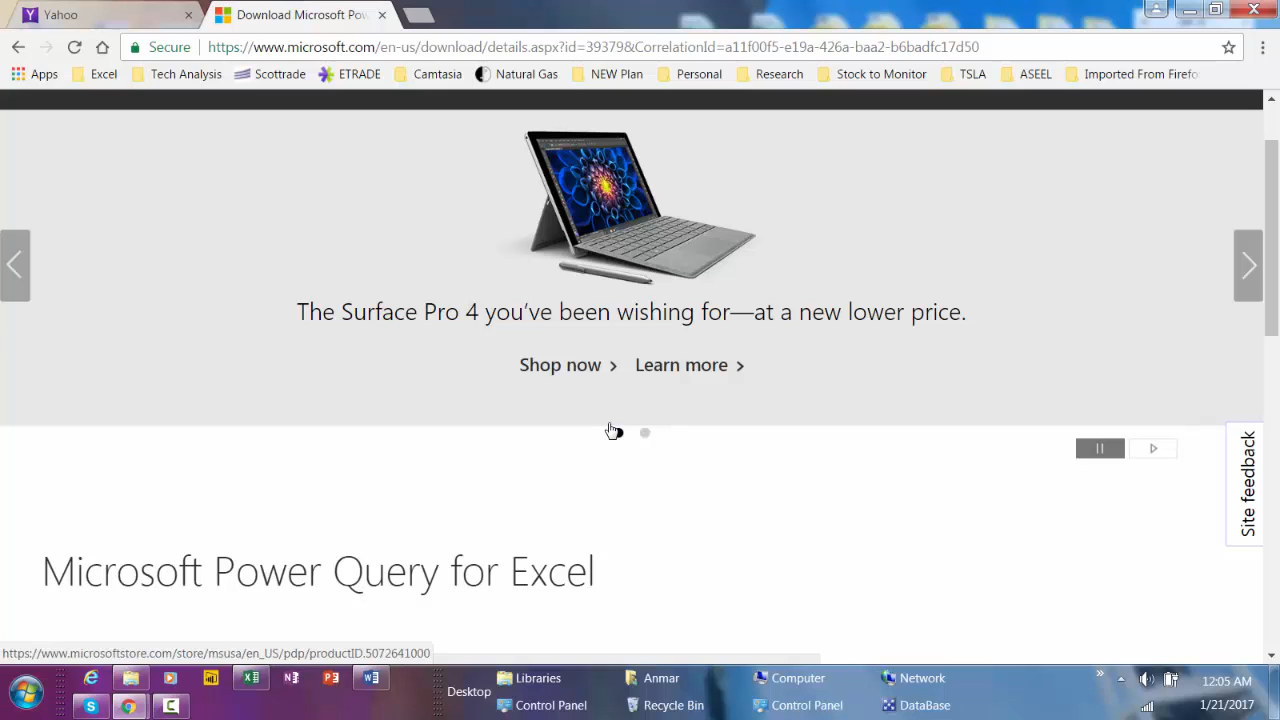 Yahoo
Download Microsoft Pow
Secure
https://www.microsoft.com/en-us/download/details.aspx?id=39379&CorrelationId=a11f00f5-e19a-426a-baa2-b6badfc17d50
Apps
Excel
Tech Analysis
Scottrade
ETRADE
Camtasia
Natural Gas
NEW Plan
Personal
Research
Stock to Monitor
TSLA
ASEEL
Imported From Firefo
The Surface Pro 4 you've been wishing for—at a new lower price.
Shop now
Learn more
Site feedback
Microsoft Power Query for Excel
https://www.microsoftstore.com/store/msusa/en_US/pdp/productID.5072641000
Desktop
Libraries
Anmar
Computer
Network
Control Panel
Recycle Bin
Control Panel
DataBase
12:05 AM
1/21/2017